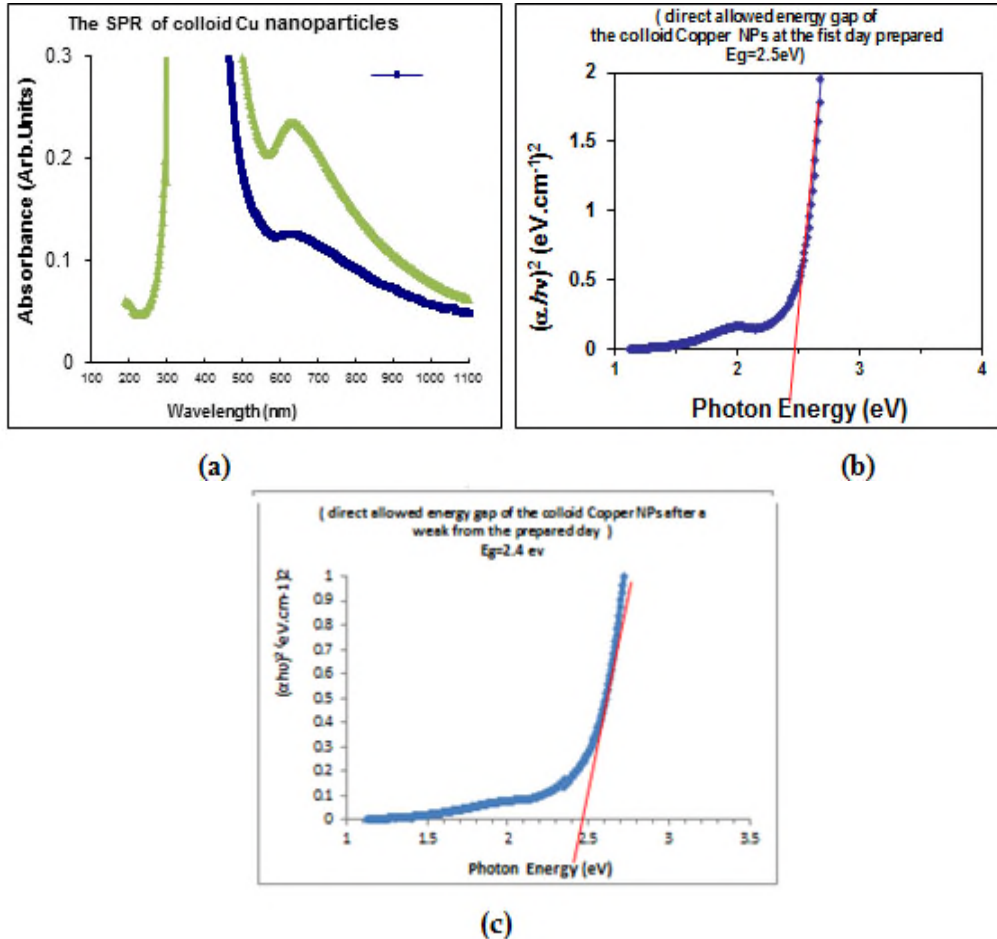 The SPR of colloid Cu nanoparticles
0.3
0.2
0.1
0
Absorbance (Arb.Units)
100 200 300 400 500 600 700 800 900 1000 1100
Wavelength (nm)
(a)
( direct allowed energy gap of
the colloid Copper NPs at the fist day prepared
Eg=2.5eV)
2
1.5
1
0.5
0
(α.hν)² (eV.cm⁻¹)²
1 2 3 4
Photon Energy (eV)
(b)
( direct allowed energy gap of the colloid Copper NPs after a
weak from the prepared day )
Eg=2.4 ev
1
0.9
0.8
0.7
0.6
0.5
0.4
0.3
0.2
0.1
0
(αhυ)² (eV.cm-1)2
1 1.5 2 2.5 3 3.5
Photon Energy (eV)
(c)